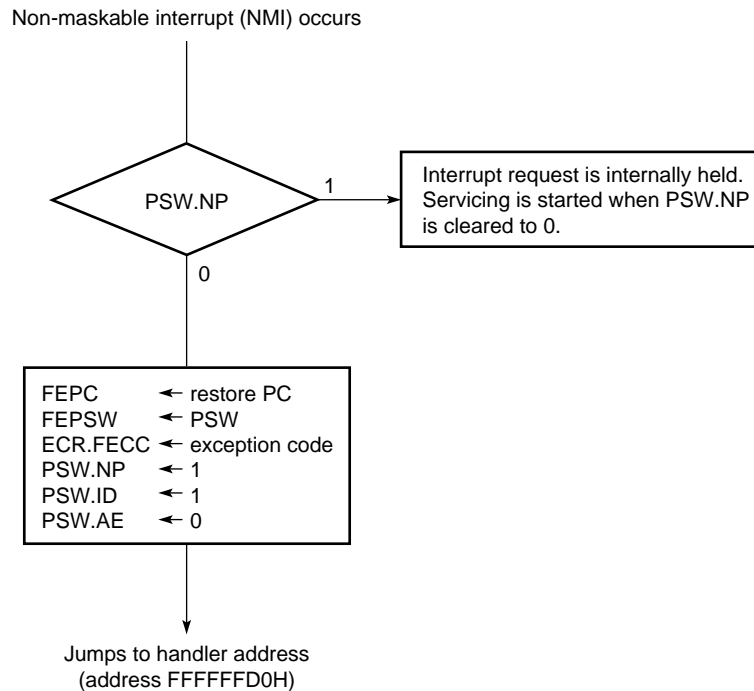 Non-maskable interrupt (NMI) occurs
PSW.NP
1
Interrupt request is internally held.
Servicing is started when PSW.NP
is cleared to 0.
0
FEPC ← restore PC
FEPSW ← PSW
ECR.FECC ← exception code
PSW.NP ← 1
PSW.ID ← 1
PSW.AE ← 0
Jumps to handler address
(address FFFFFFD0H)